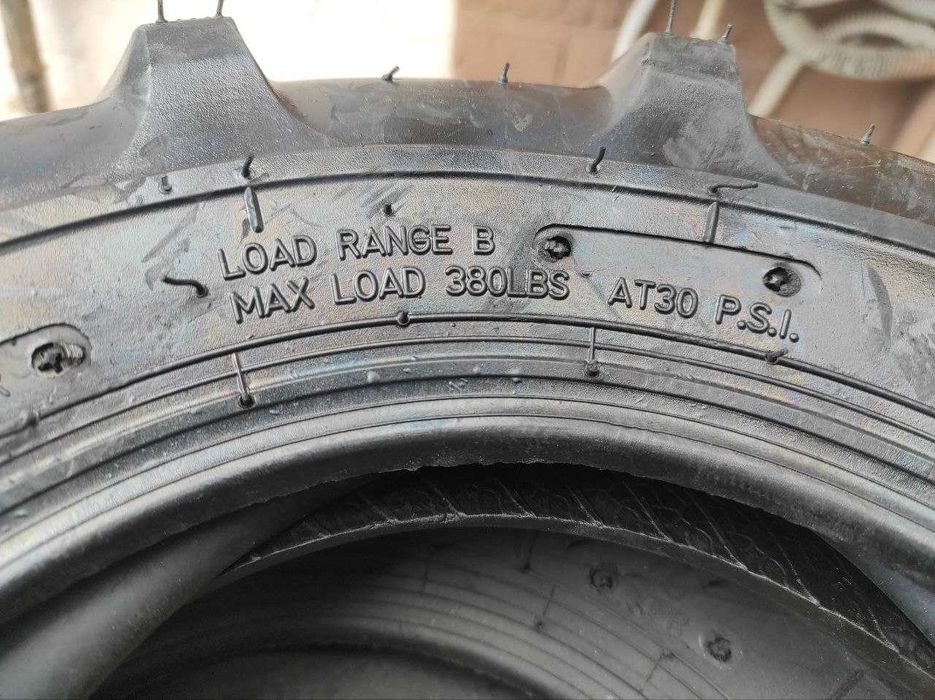 LOAD RANGE B
MAX LOAD 380LBS AT30 P.S.I.